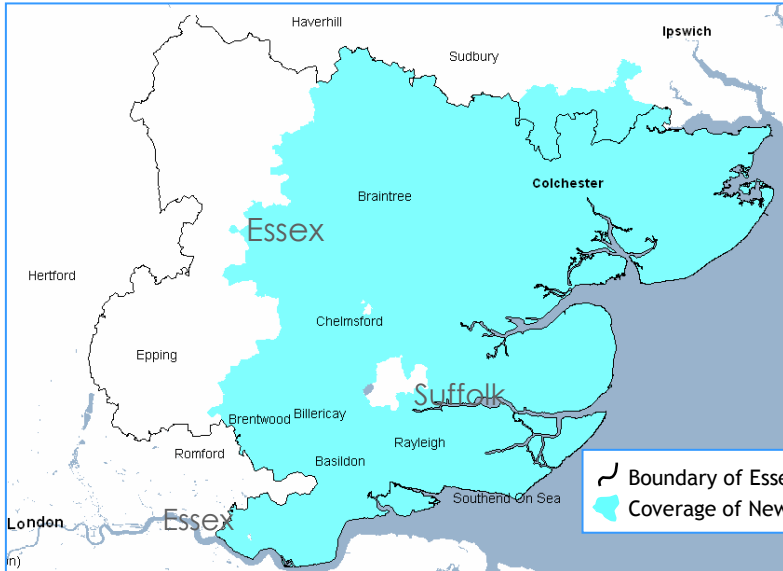 Haverhill
Ipswich
Sudbury
Colchester
Braintree
Essex
Hertford
Chelmsford
Epping
Suffolk
Brentwood
Billericay
Rayleigh
Romford
Basildon
Southend On Sea
Boundary of Esse
Coverage of New
London
Essex
n)